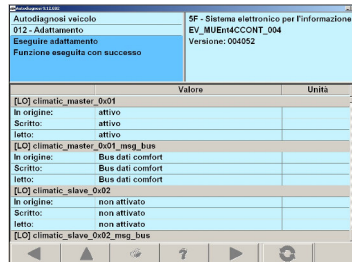 Autodiagnosi veicolo
012 - Adattamento
Eseguire adattamento
Funzione eseguita con successo
5F - Sistema elettronico per l'informazione
EV_MUEnt4CCONT_004
Versione: 004052
Valore Unità
[LO] climatic_master_0x01
In origine: attivo
Scritto: attivo
letto: attivo
[LO] climatic_master_0x01_msg_bus
In origine: Bus dati comfort
Scritto: Bus dati comfort
letto: Bus dati comfort
[LO] climatic_slave_0x02
In origine: non attivato
Scritto: non attivato
letto: non attivato
[LO] climatic_slave_0x02_msg_bus
?